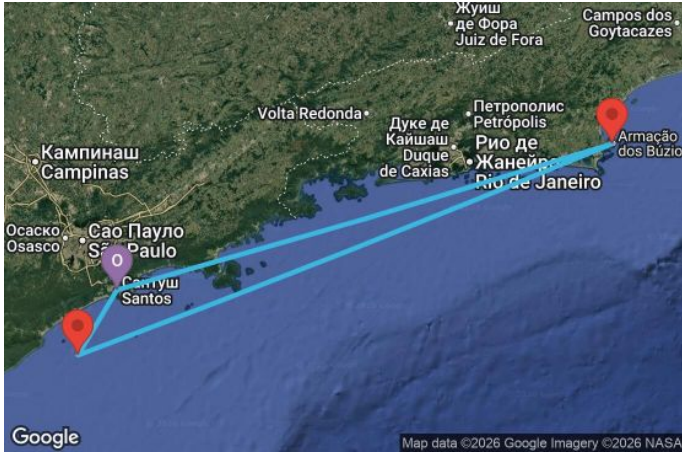 Жуиш
де Фора
Juiz de Fora
Campos dos
Goytacazes
Volta Redonda
Петрополис
Petrópolis
Дуке де
Кайшаш
Duque
de Caxias
Рио де
Жанейро
Rio de Janeiro
Armação
dos Búzio
Кампинаш
Campinas
Осаско
Osasco
Сао Пауло
São Paulo
O
Сантуш
Santos
Google
Map data ©2026 Google Imagery ©2026 NASA